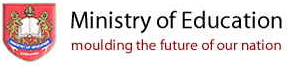 Ministry of Education
moulding the future of our nation